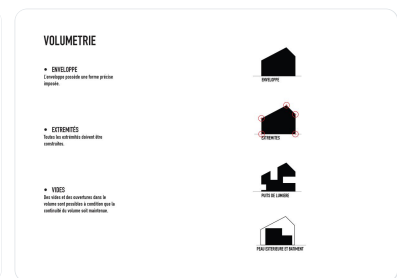 VOLUMETRIE
• ENVELOPPE
L'enveloppe possède une forme précise
imposée.
ENVELOPPE
• EXTREMITÉS
Toutes les extrémités doivent être
construites.
EXTREMITÉS
• VIDES
Des vides et des ouvertures dans le
volume sont possibles à condition que la
continuité du volume soit maintenue.
PUITS DE LUMIERE
PEAU EXTERIEURE ET BATIMENT